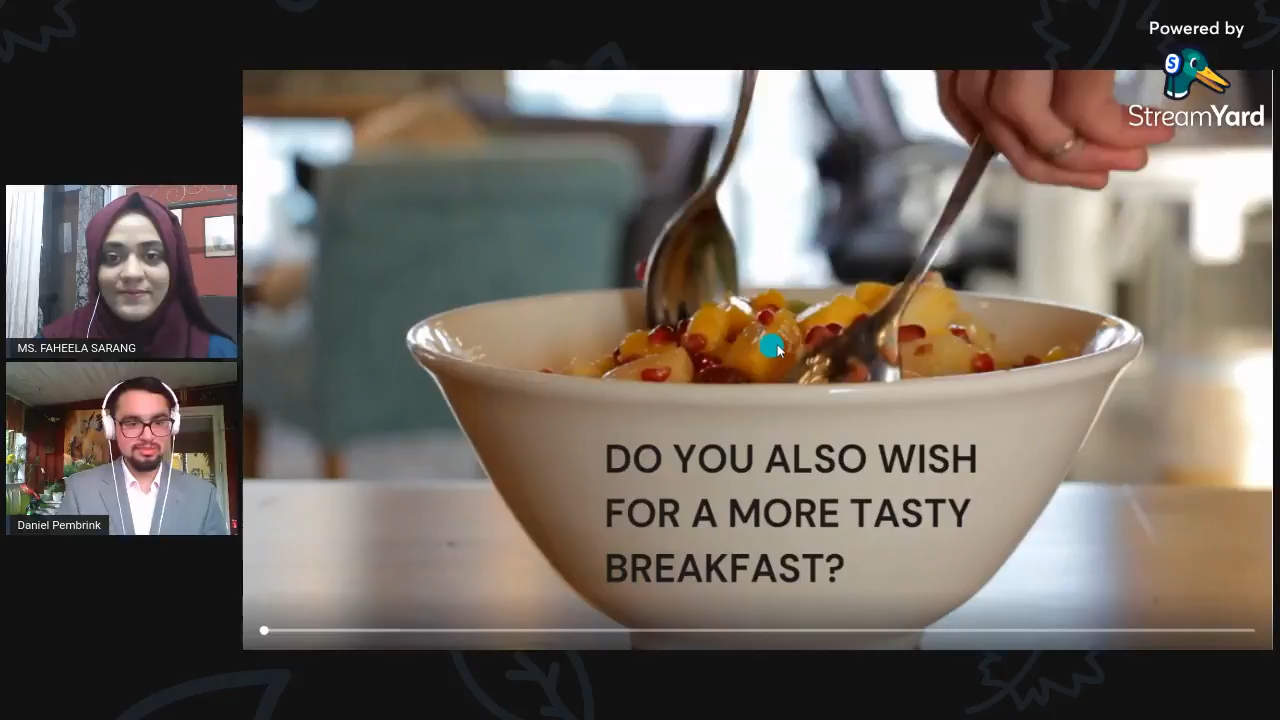 Powered by
S
StreamYard
MS. FAHEELA SARANG
Daniel Pembrink
DO YOU ALSO WISH
FOR A MORE TASTY
BREAKFAST?